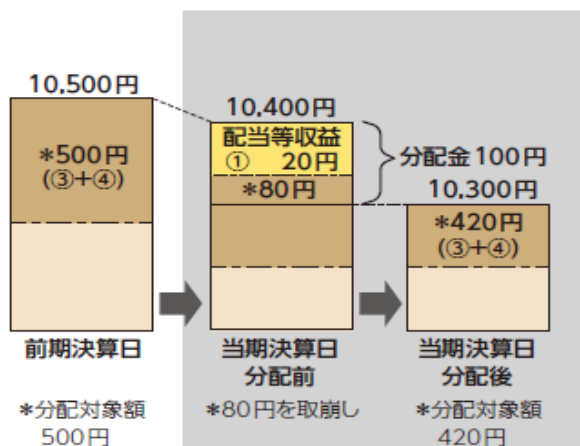 10,500円
10,400円
配当等収益
① 20円
*500円
(③+④)
*80円
分配金100円
10,300円
*420円
(③+④)
前期決算日
当期決算日
分配前
当期決算日
分配後
*分配対象額
500円
*80円を取崩し
*分配対象額
420円